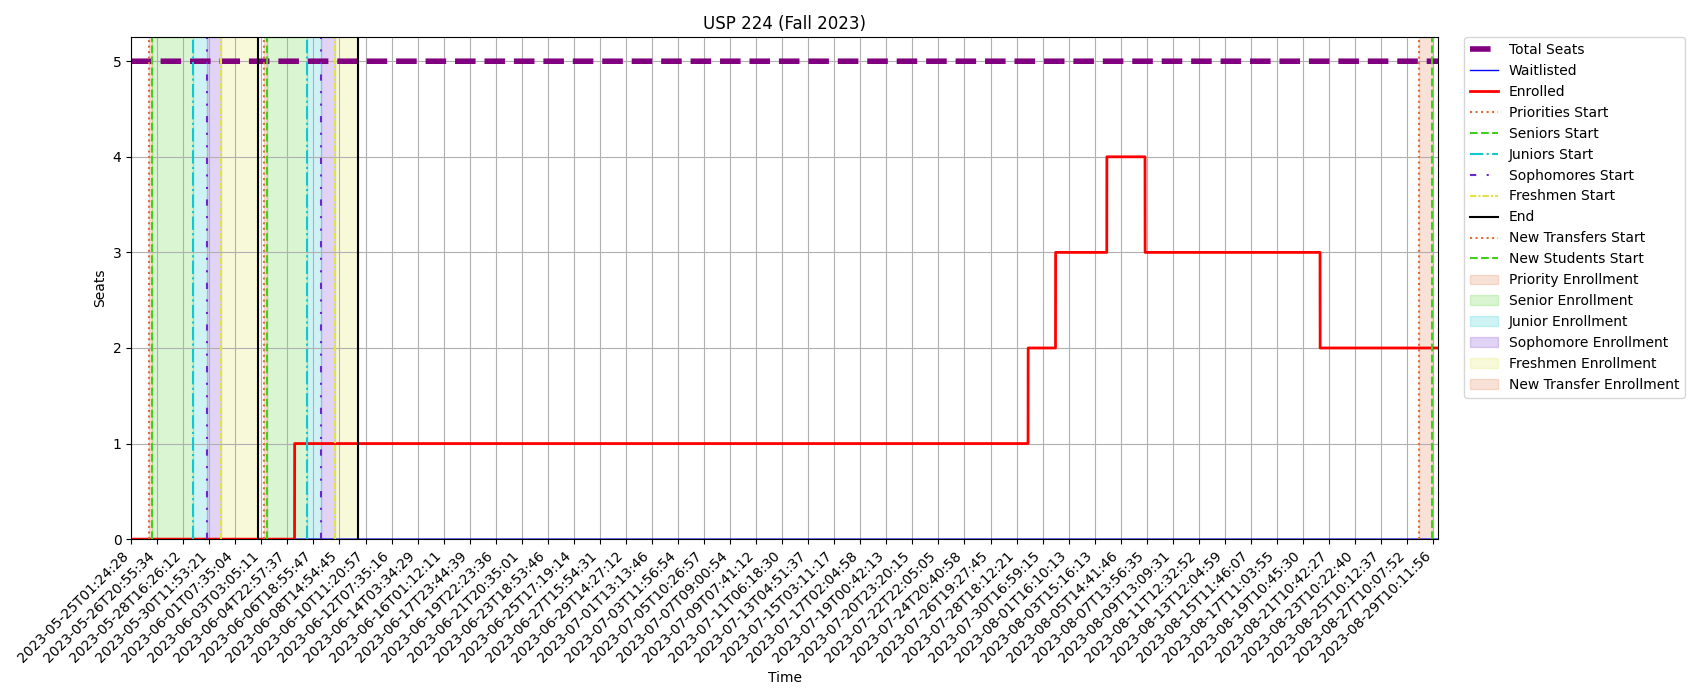 USP 224 (Fall 2023)
5
4
3
2
1
0
Seats
2023-05-25T01:24:28
2023-05-26T20:55:34
2023-05-28T16:26:12
2023-05-30T11:53:21
2023-06-01T07:35:04
2023-06-03T03:05:11
2023-06-04T22:57:37
2023-06-06T18:55:47
2023-06-08T14:54:45
2023-06-10T11:20:57
2023-06-12T07:35:16
2023-06-14T03:34:29
2023-06-16T01:12:11
2023-06-17T23:44:39
2023-06-19T22:23:36
2023-06-21T20:35:01
2023-06-23T18:53:46
2023-06-25T17:19:14
2023-06-27T15:54:31
2023-06-29T14:27:12
2023-07-01T13:13:46
2023-07-03T11:56:54
2023-07-05T10:26:57
2023-07-07T09:00:54
2023-07-09T07:41:12
2023-07-11T06:18:30
2023-07-13T04:51:37
2023-07-15T03:11:17
2023-07-17T02:04:58
2023-07-19T00:42:13
2023-07-20T23:20:15
2023-07-22T22:05:05
2023-07-24T20:40:58
2023-07-26T19:27:45
2023-07-28T18:12:21
2023-07-30T16:59:15
2023-08-01T16:10:13
2023-08-03T15:16:13
2023-08-05T14:41:46
2023-08-07T13:56:35
2023-08-09T13:09:31
2023-08-11T12:32:52
2023-08-13T12:04:59
2023-08-15T11:46:07
2023-08-17T11:03:55
2023-08-19T10:45:30
2023-08-21T10:42:27
2023-08-23T10:22:40
2023-08-25T10:12:37
2023-08-27T10:07:52
2023-08-29T10:11:56
Time
Total Seats
Waitlisted
Enrolled
Priorities Start
Seniors Start
Juniors Start
Sophomores Start
Freshmen Start
End
New Transfers Start
New Students Start
Priority Enrollment
Senior Enrollment
Junior Enrollment
Sophomore Enrollment
Freshmen Enrollment
New Transfer Enrollment